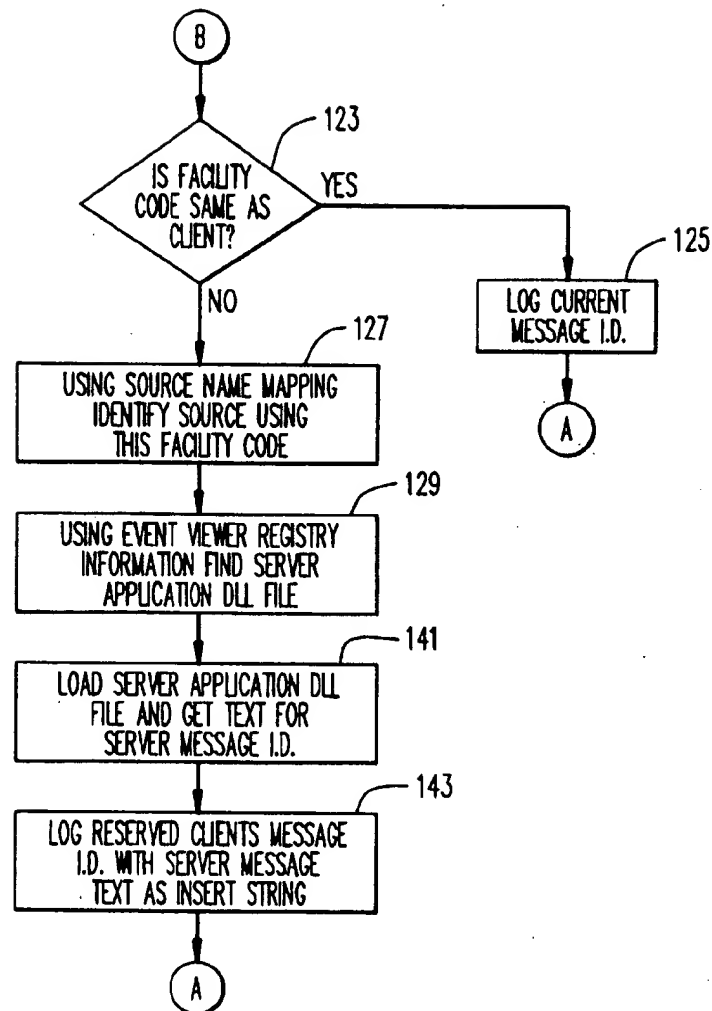 B
123
IS FACILITY
CODE SAME AS
CLIENT?
YES
125
LOG CURRENT
MESSAGE I.D.
A
NO
127
USING SOURCE NAME MAPPING
IDENTIFY SOURCE USING
THIS FACILITY CODE
129
USING EVENT VIEWER REGISTRY
INFORMATION FIND SERVER
APPLICATION DLL FILE
141
LOAD SERVER APPLICATION DLL
FILE AND GET TEXT FOR
SERVER MESSAGE I.D.
143
LOG RESERVED CLIENTS MESSAGE
I.D. WITH SERVER MESSAGE
TEXT AS INSERT STRING
A